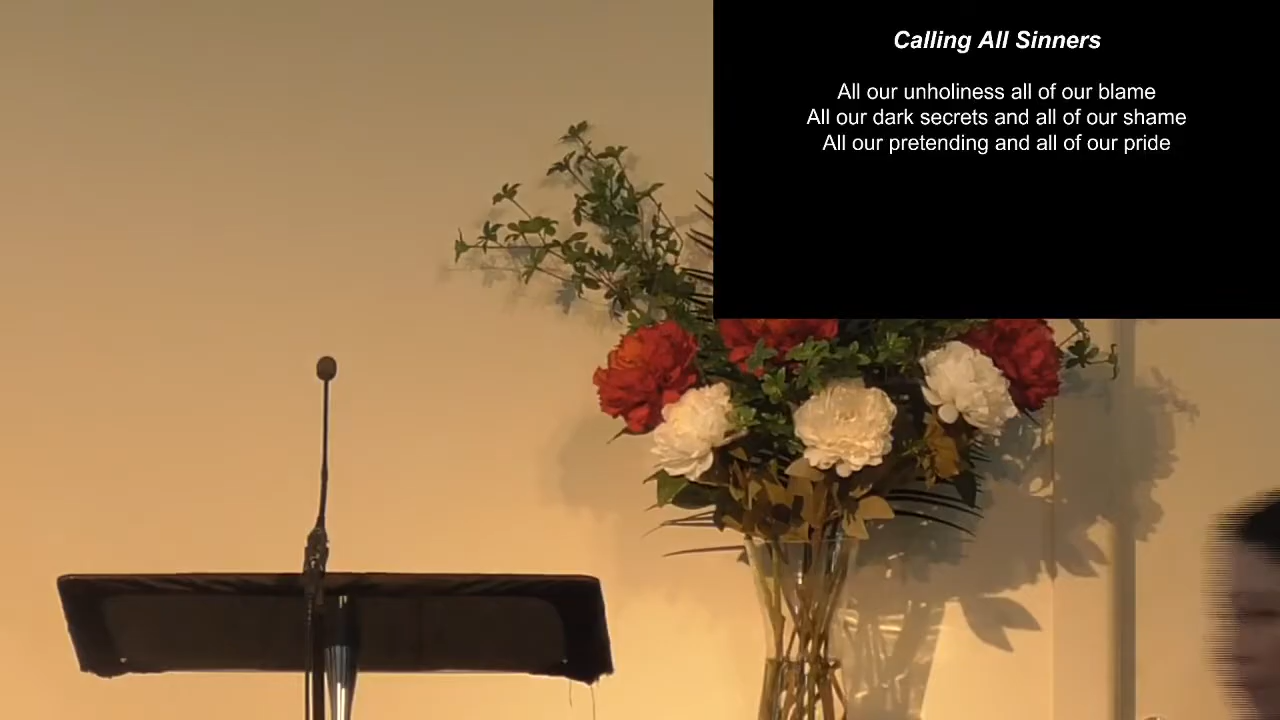 Calling All Sinners
All our unholiness all of our blame
All our dark secrets and all of our shame
All our pretending and all of our pride